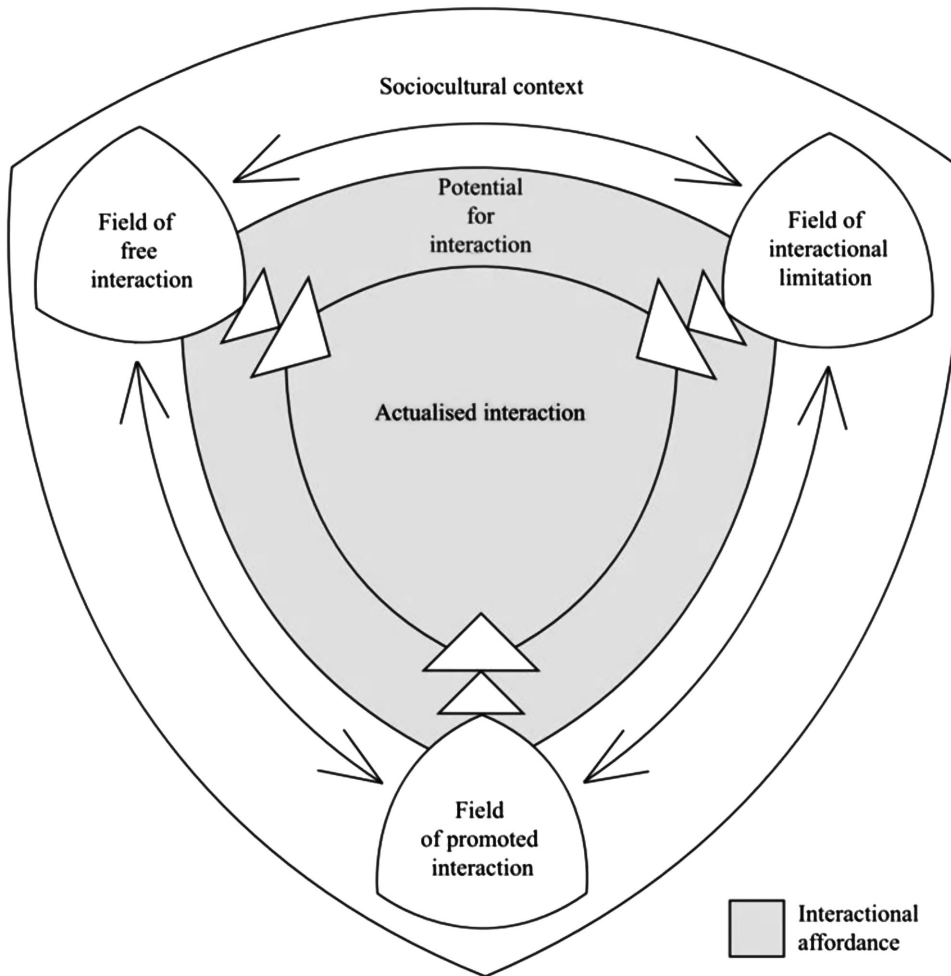 Sociocultural context
Potential
for
interaction
Field of
free
interaction
Field of
interactional
limitation
Actualised interaction
Field
of promoted
interaction
Interactional
affordance